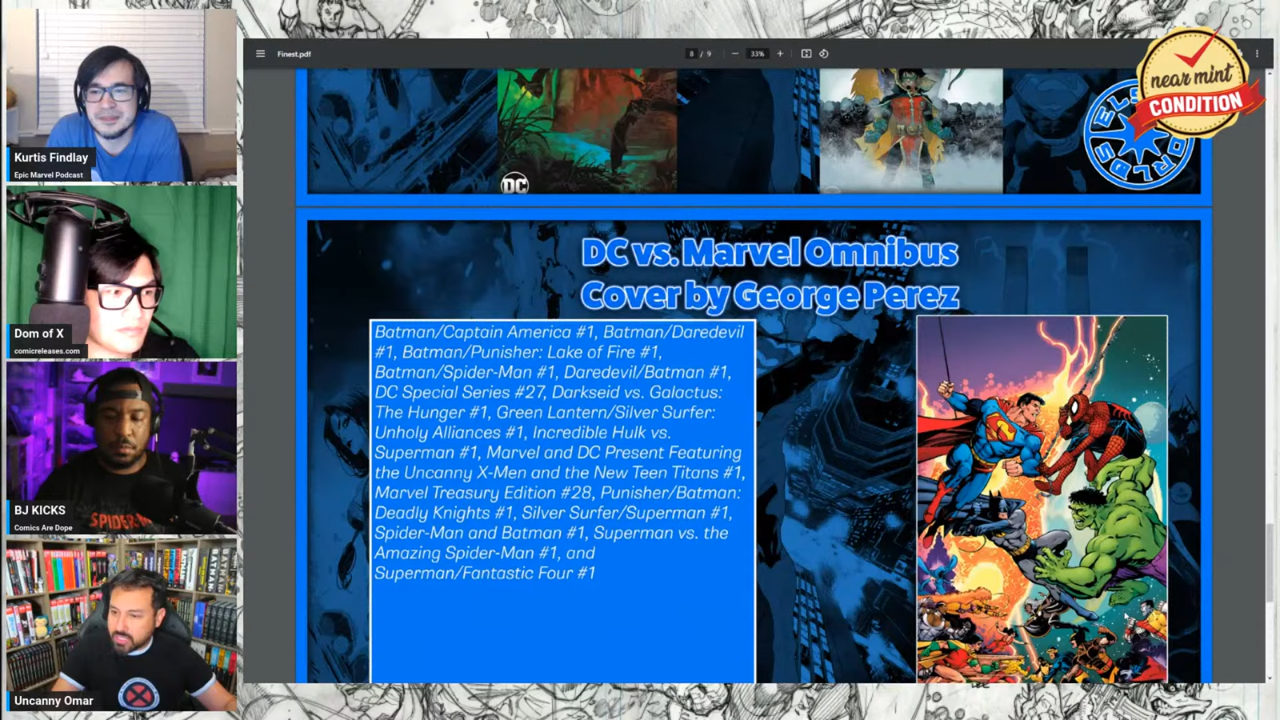 Kurtis Findlay
Epic Marvel Podcast
Dom of X
comicreleases.com
BJ KICKS
Comics Are Dope
SPIDER
Uncanny Omar
Finest.pdf
8 / 9
33%
near mint
CONDITION
DC
DC vs. Marvel Omnibus
Cover by George Perez
Batman/Captain America #1, Batman/Daredevil
#1, Batman/Punisher: Lake of Fire #1,
Batman/Spider-Man #1, Daredevil/Batman #1,
DC Special Series #27, Darkseid vs. Galactus:
The Hunger #1, Green Lantern/Silver Surfer:
Unholy Alliances #1, Incredible Hulk vs.
Superman #1, Marvel and DC Present Featuring
the Uncanny X-Men and the New Teen Titans #1,
Marvel Treasury Edition #28, Punisher/Batman:
Deadly Knights #1, Silver Surfer/Superman #1,
Spider-Man and Batman #1, Superman vs. the
Amazing Spider-Man #1, and
Superman/Fantastic Four #1